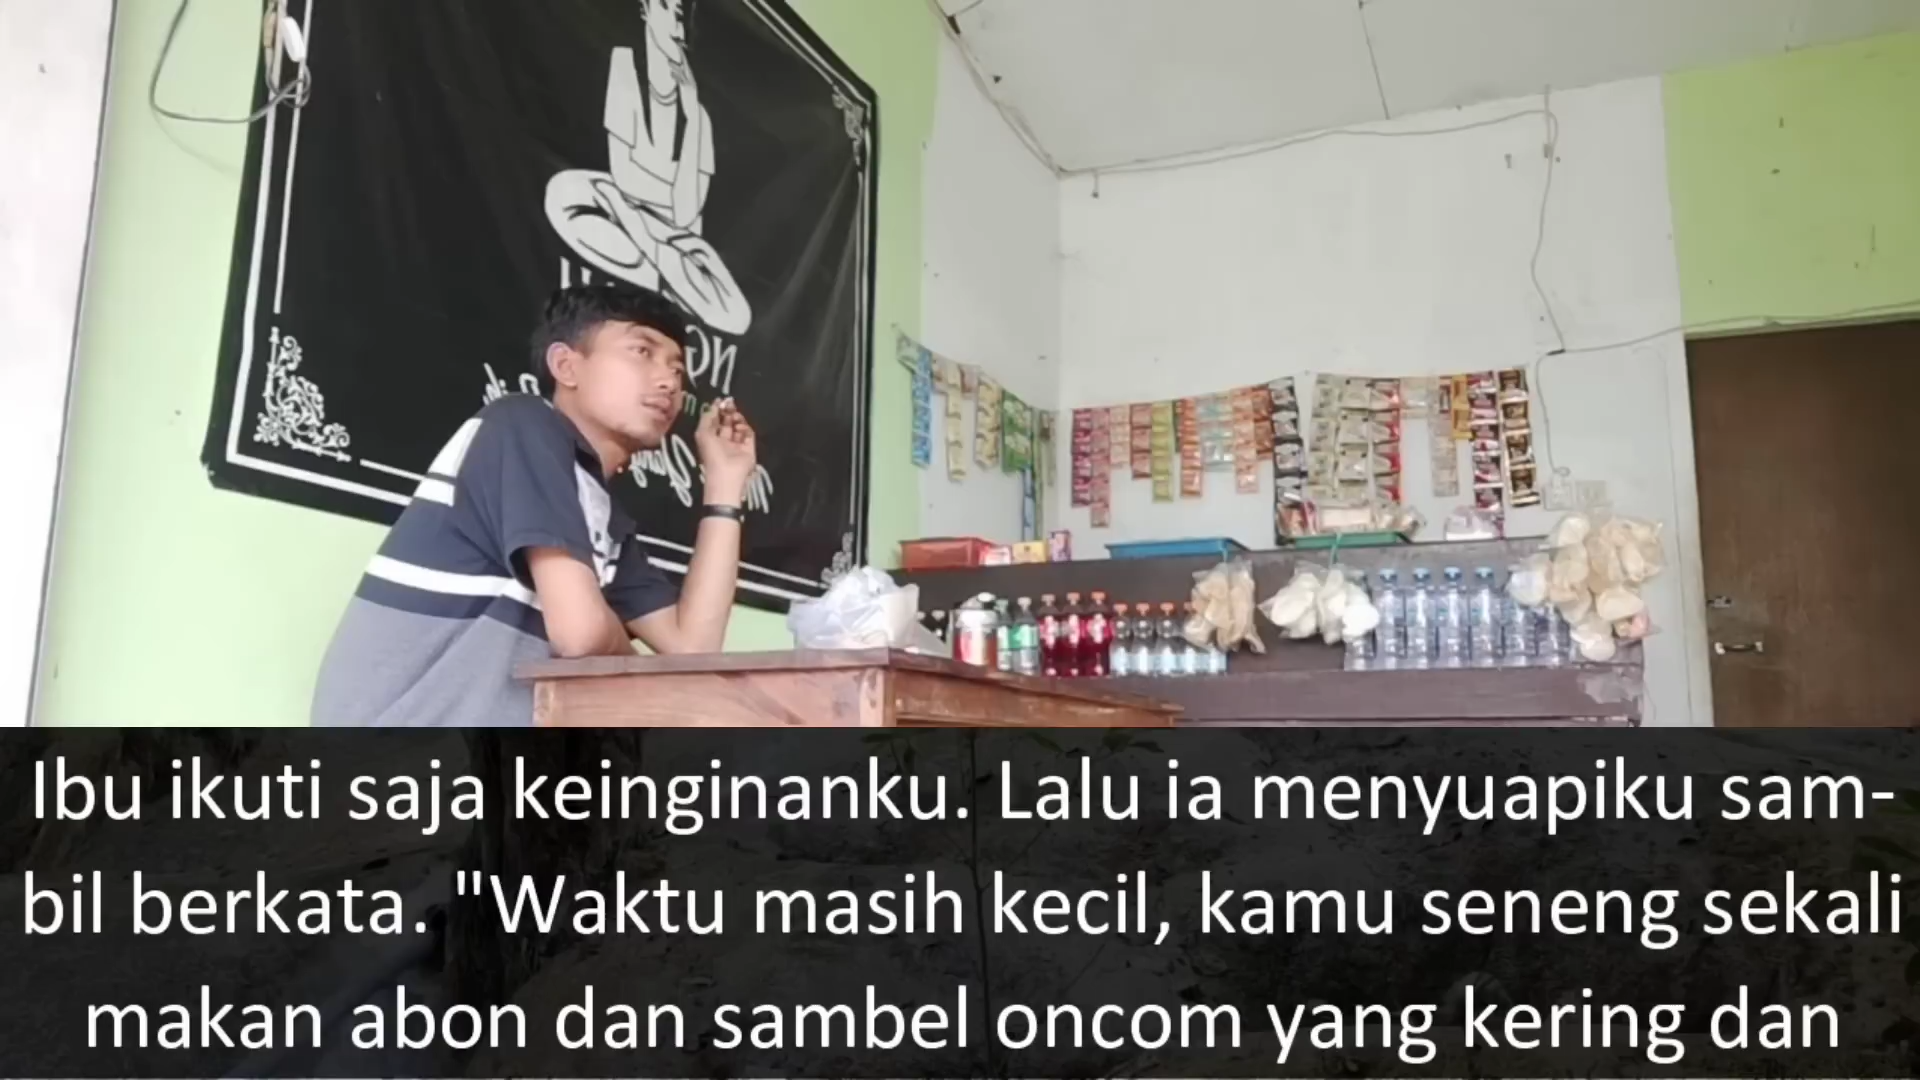 Ibu ikuti saja keinginanku. Lalu ia menyuapiku sam-
bil berkata. "Waktu masih kecil, kamu seneng sekali
makan abon dan sambel oncom yang kering dan